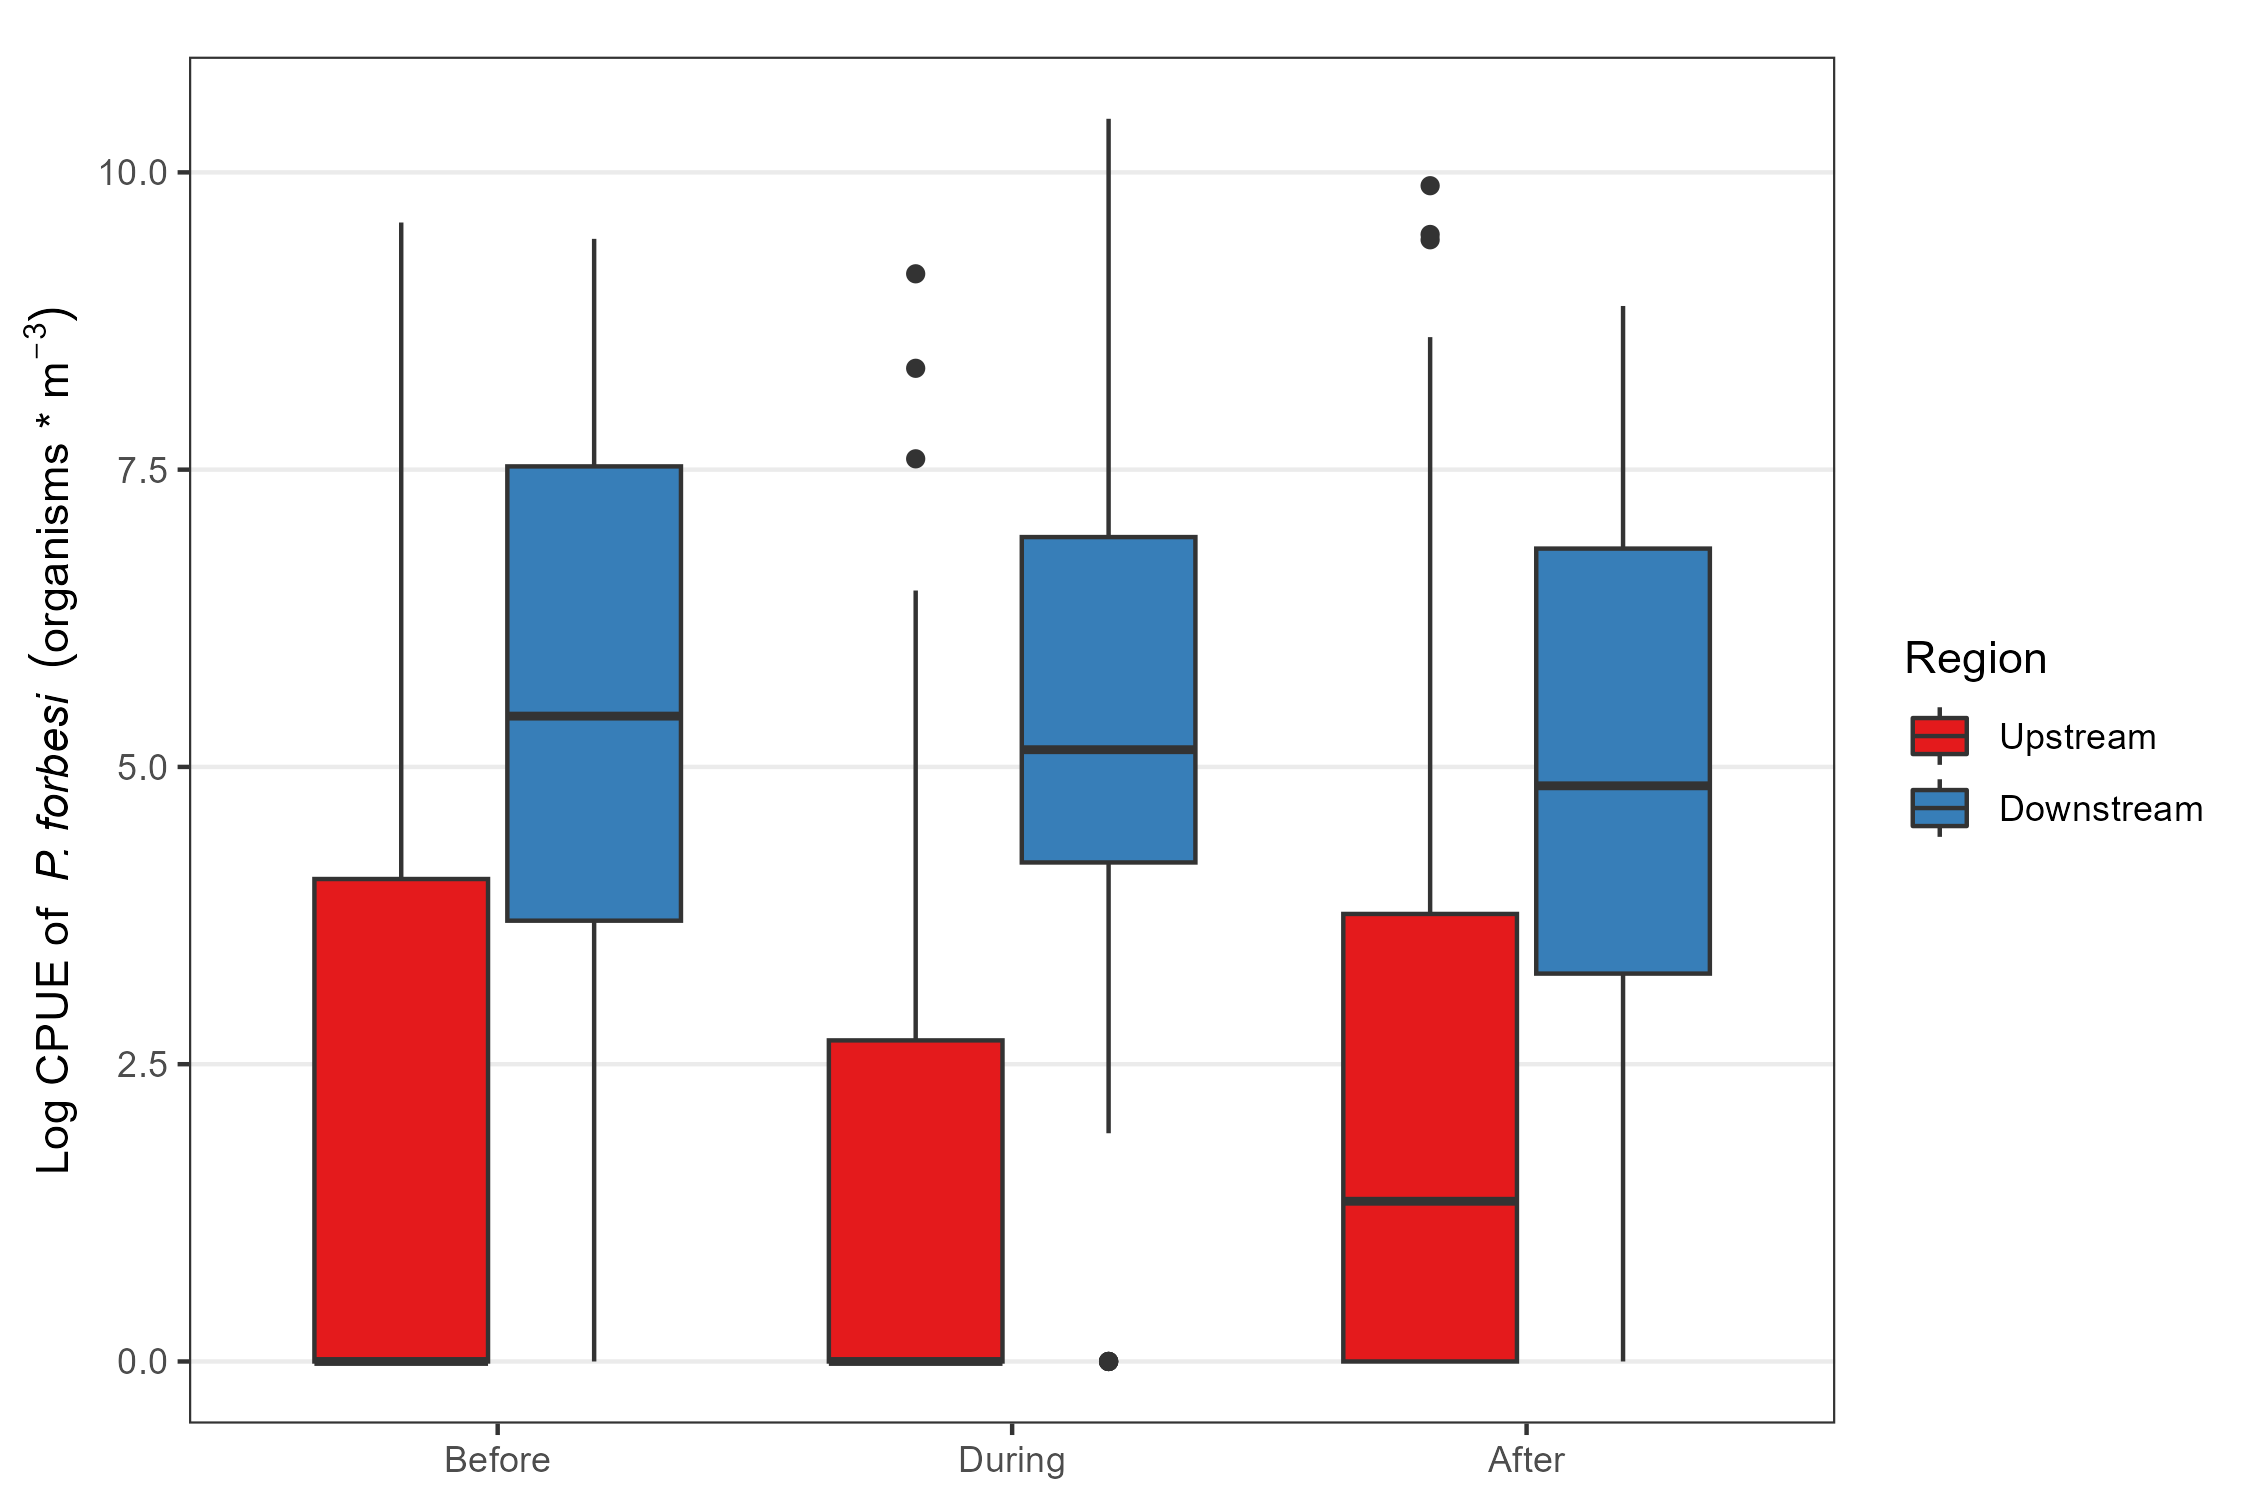 Log CPUE of P. forbesi (organisms * m⁻³)
10.0
7.5
5.0
2.5
0.0
Before During After
Region
Upstream
Downstream